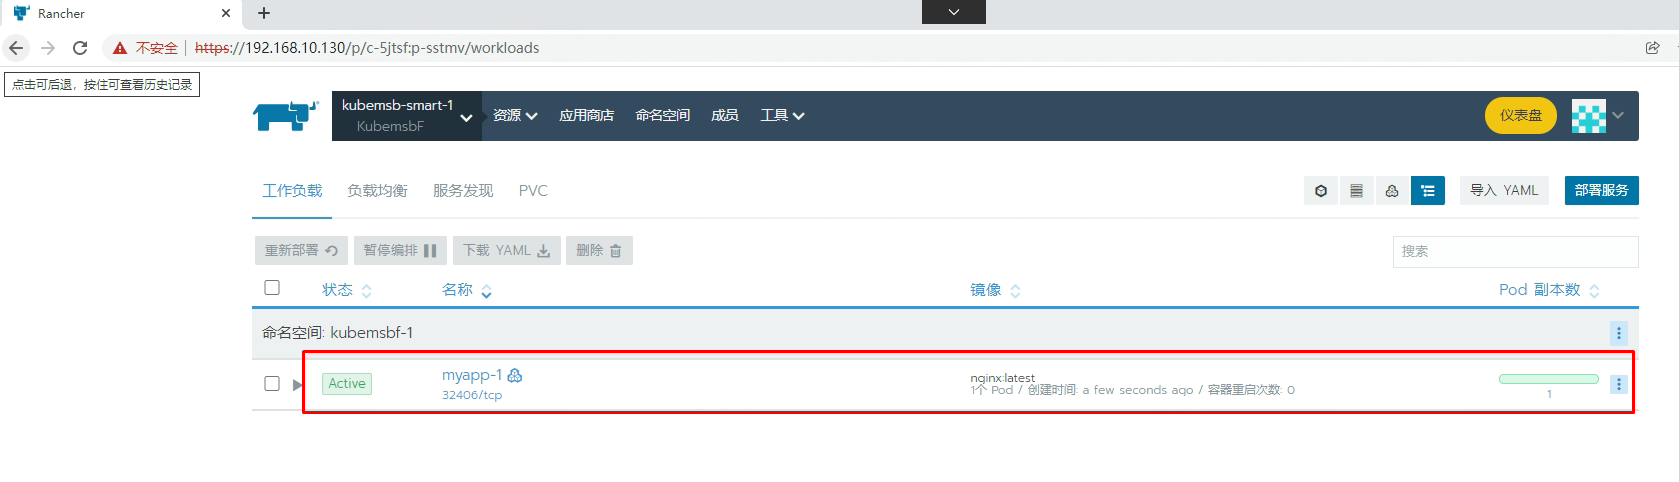 Rancher
不安全 https://192.168.10.130/p/c-5jtsf:p-sstmv/workloads
点击可后退，按住可查看历史记录
kubemsb-smart-1
KubemsbF
资源 应用商店 命名空间 成员 工具 仪表盘
工作负载 负载均衡 服务发现 PVC 导入 YAML 部署服务
重新部署 暂停编排 下载 YAML 删除 搜索
状态 名称 镜像 Pod 副本数
命名空间: kubemsbf-1
Active myapp-1 nginx:latest
32406/tcp 1个 Pod / 创建时间: a few seconds ago / 容器重启次数: 0 1